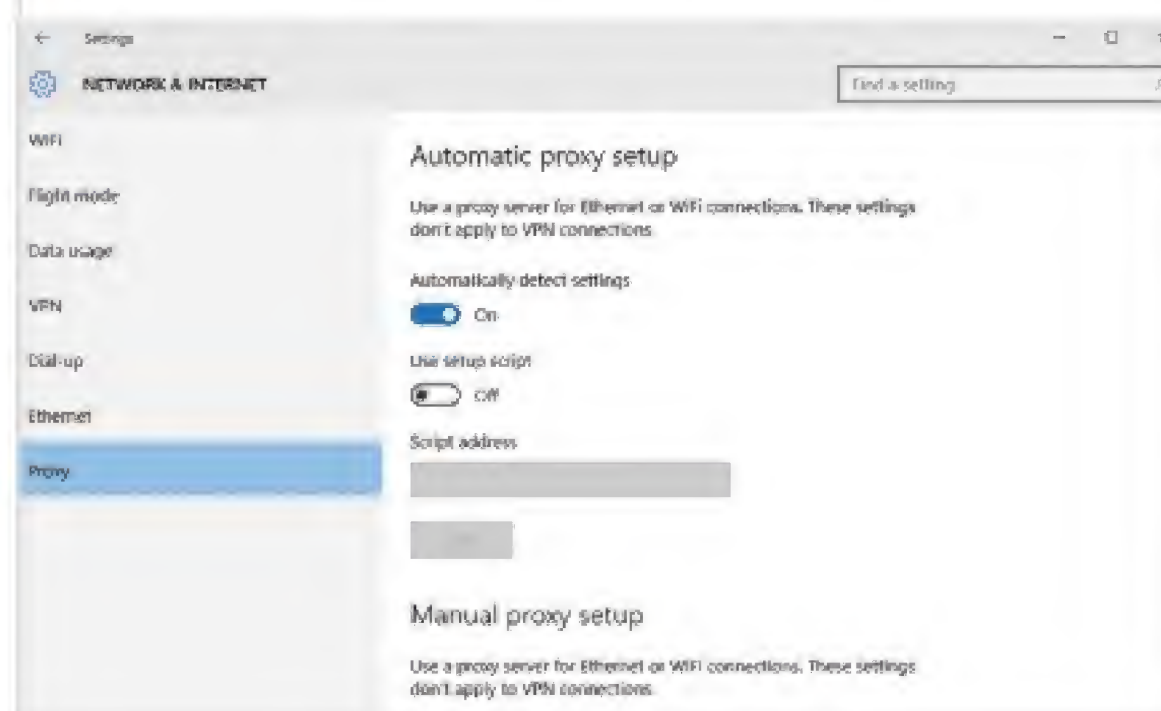 Settings
NETWORK & INTERNET
Find a setting
WiFi
Flight mode
Data usage
VPN
Dial-up
Ethernet
Proxy
Automatic proxy setup
Use a proxy server for Ethernet or WiFi connections. These settings
don't apply to VPN connections.
Automatically detect settings
On
Use setup script
Off
Script address
Manual proxy setup
Use a proxy server for Ethernet or WiFi connections. These settings
don't apply to VPN connections.